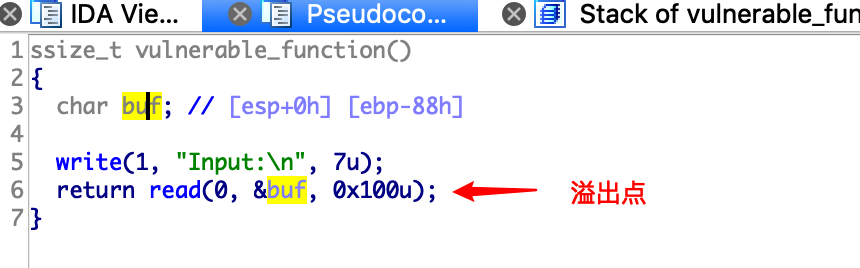 IDA Vie... Pseudoco... Stack of vulnerable_fun
1 ssize_t vulnerable_function()
2 {
3 char buf; // [esp+0h] [ebp-88h]
4
5 write(1, "Input:\n", 7u);
6 return read(0, &buf, 0x100u); 溢出点
7 }